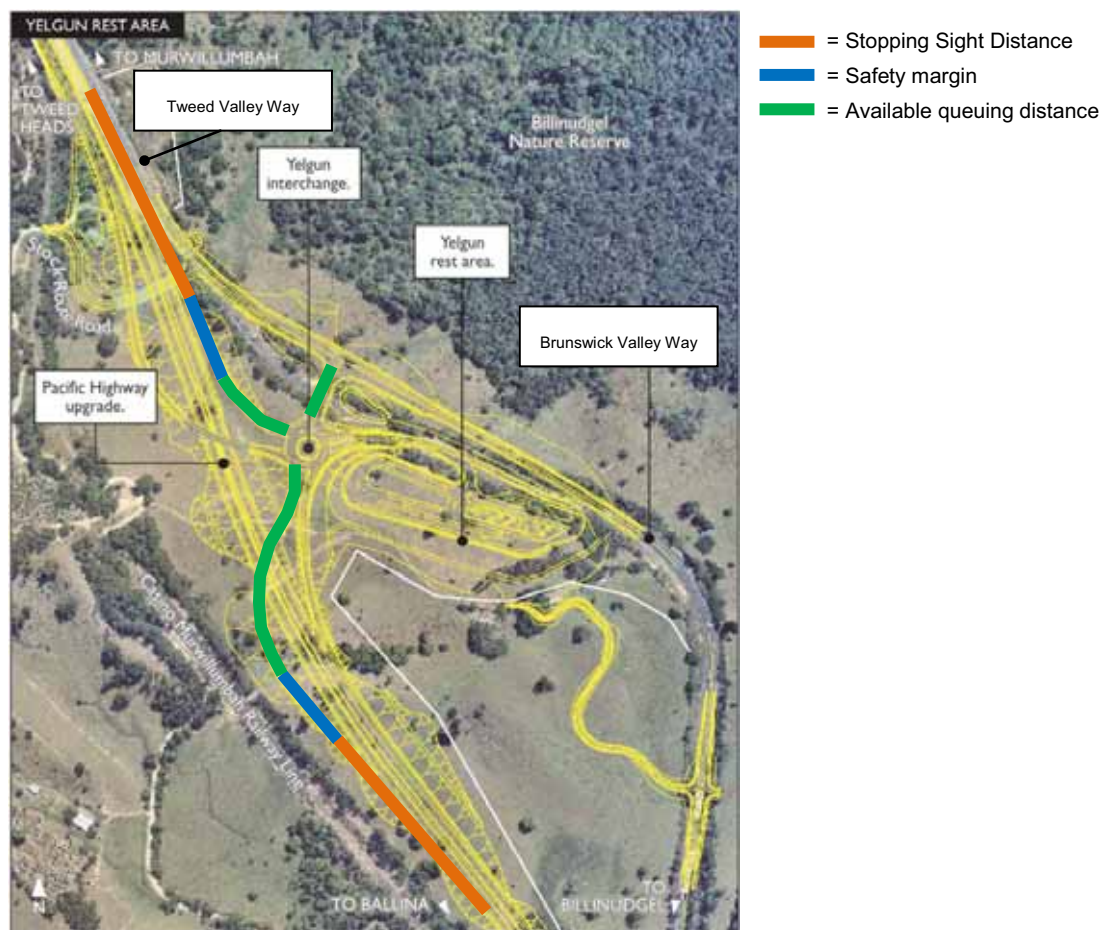 YELGUN REST AREA
TO MURWILLUMBAH
TO
TWEED
HEADS
Tweed Valley Way
Yelgun
interchange.
Billinudgel
Nature Reserve
Yelgun
rest area.
Stock Route Road
Brunswick Valley Way
Pacific Highway
upgrade.
Casino Murwillumbah Railway Line
N
TO BALLINA
TO
BILLINUDGEL
= Stopping Sight Distance
= Safety margin
= Available queuing distance